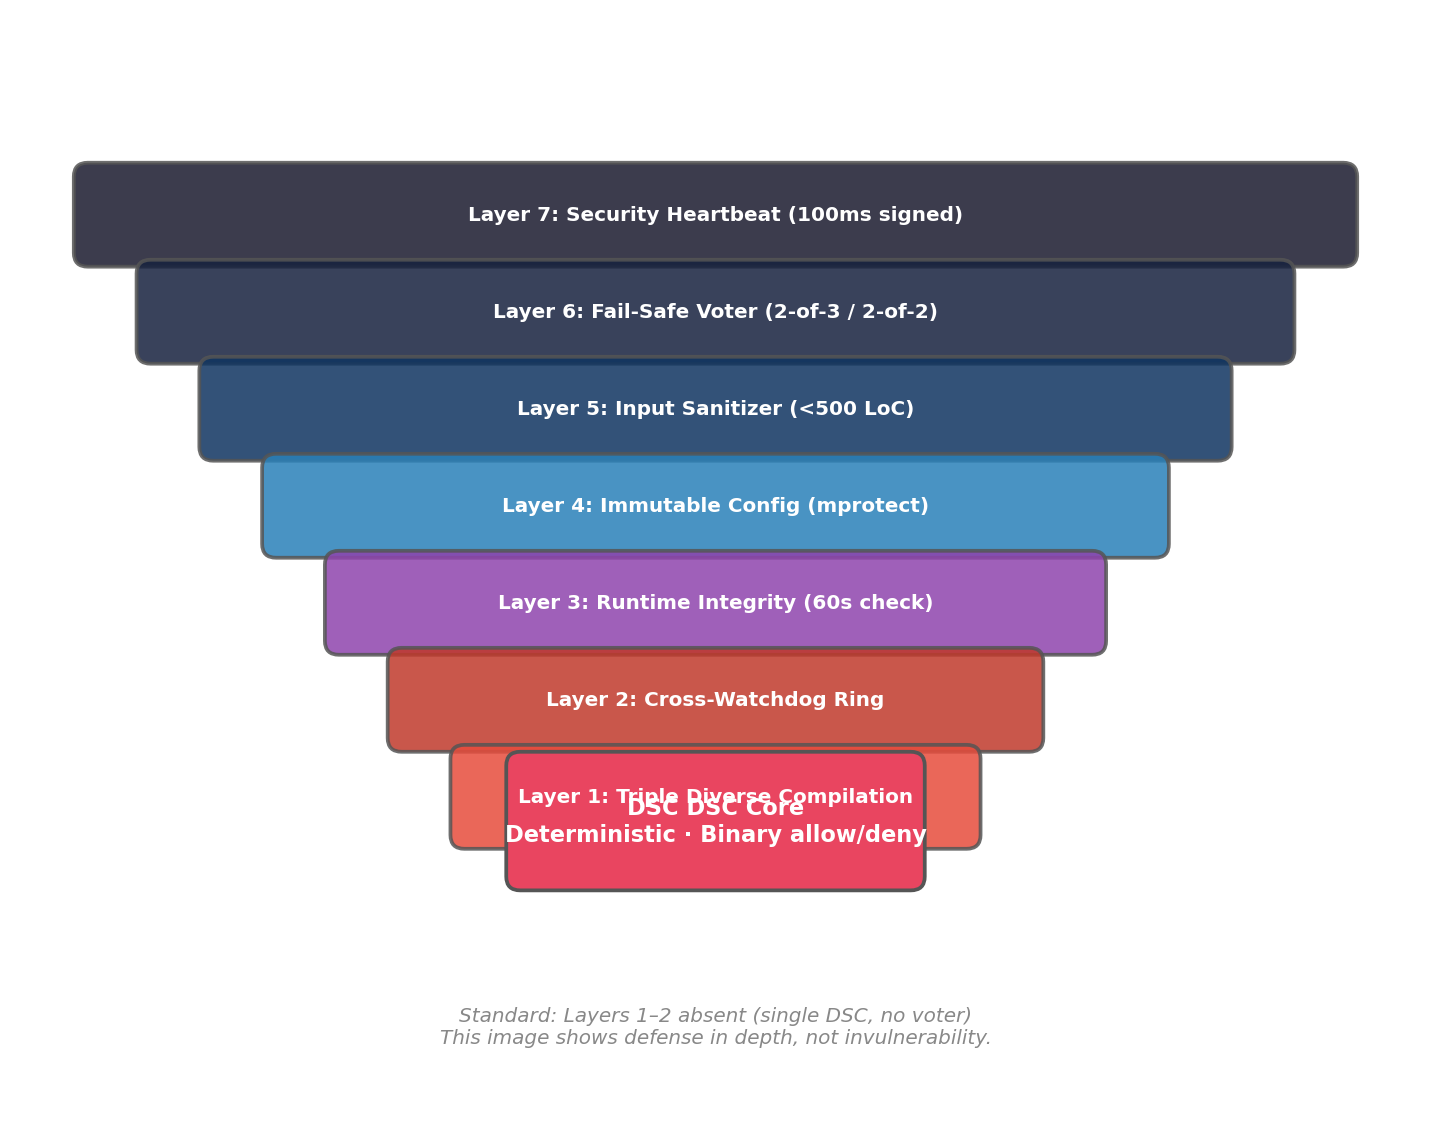 Layer 7: Security Heartbeat (100ms signed)
Layer 6: Fail-Safe Voter (2-of-3 / 2-of-2)
Layer 5: Input Sanitizer (<500 LoC)
Layer 4: Immutable Config (mprotect)
Layer 3: Runtime Integrity (60s check)
Layer 2: Cross-Watchdog Ring
Layer 1: Triple Diverse Compilation
DSC DSC Core
Deterministic · Binary allow/deny
Standard: Layers 1–2 absent (single DSC, no voter)
This image shows defense in depth, not invulnerability.